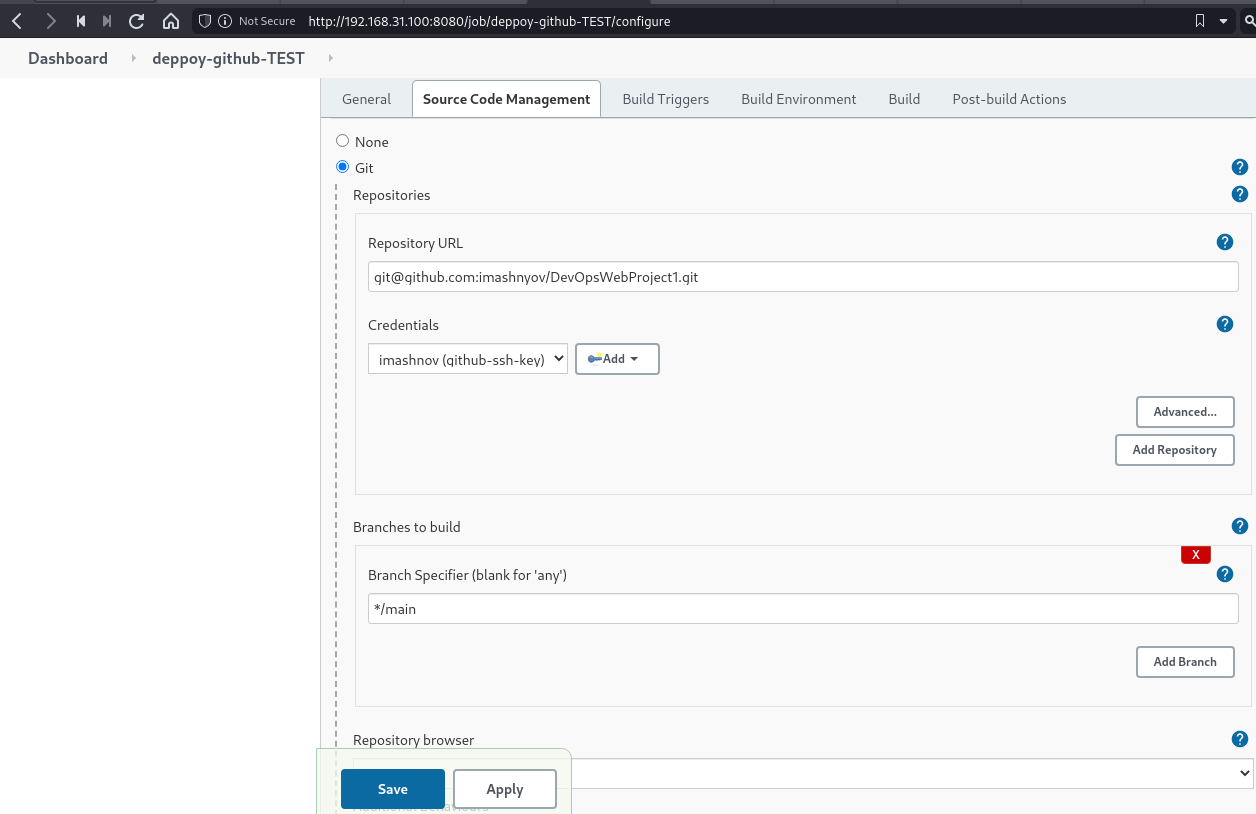 Not Secure http://192.168.31.100:8080/job/deppoy-github-TEST/configure
Dashboard deppoy-github-TEST
General Source Code Management Build Triggers Build Environment Build Post-build Actions
None
Git
?
Repositories
?
Repository URL
?
git@github.com:imashnyov/DevOpsWebProject1.git
Credentials
?
imashnov (github-ssh-key) Add
Advanced...
Add Repository
Branches to build
?
X
Branch Specifier (blank for 'any')
?
*/main
Add Branch
Repository browser
?
Save Apply
Additional Behaviours